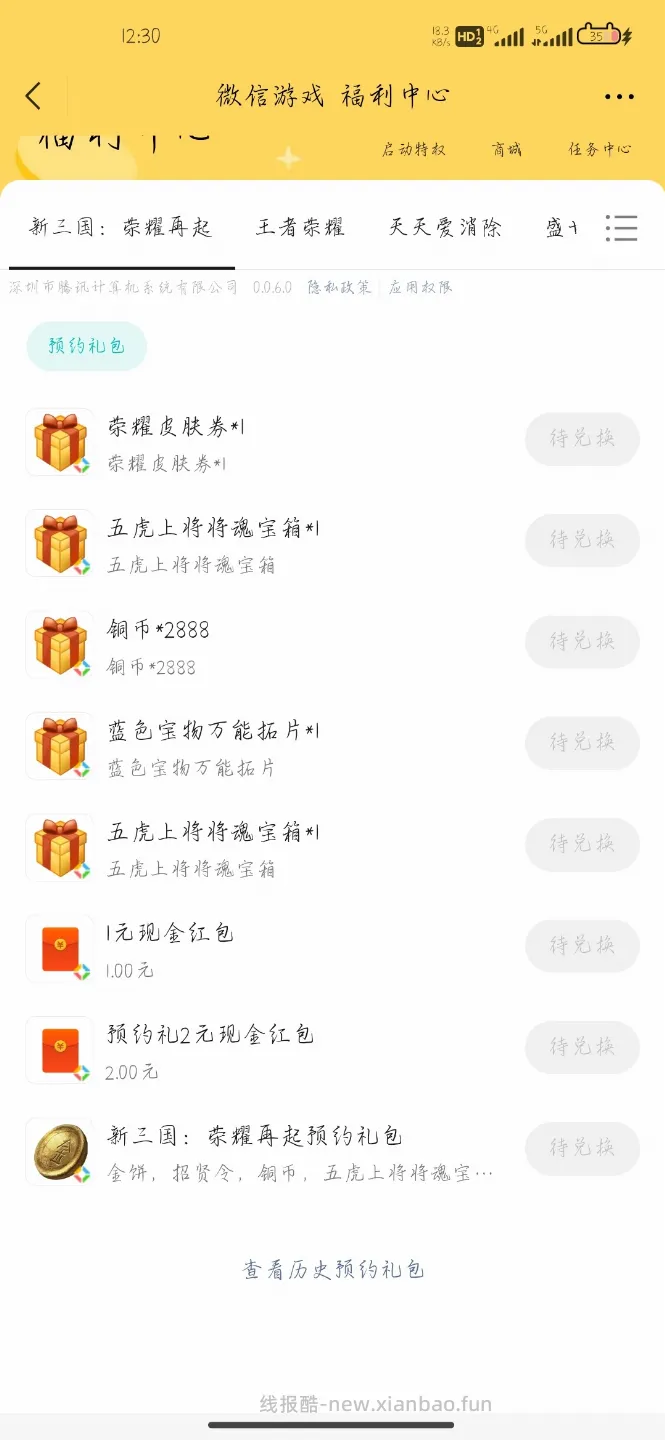 12:30
18.3 KB/s HD 1 2 4G 5G 35
微信游戏 福利中心
福利中心
启动特权 商城 任务中心
新三国：荣耀再起 王者荣耀 天天爱消除
深圳市腾讯计算机系统有限公司 0.0.6.0 隐私政策 应用权限
预约礼包
荣耀皮肤券*1
荣耀皮肤券*1
待兑换
五虎上将将魂宝箱*1
五虎上将将魂宝箱
待兑换
铜币*2888
铜币*2888
待兑换
蓝色宝物万能拓片*1
蓝色宝物万能拓片
待兑换
五虎上将将魂宝箱*1
五虎上将将魂宝箱
待兑换
1元现金红包
1.00元
待兑换
预约礼2元现金红包
2.00元
待兑换
新三国：荣耀再起预约礼包
金饼，招贤令，铜币，五虎上将将魂宝…
待兑换
查看历史预约礼包
线报酷-new.xianbao.fun